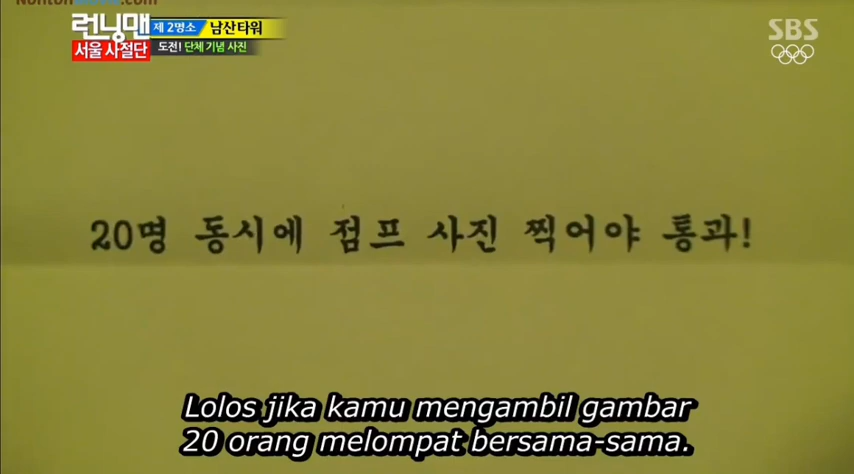 런닝맨
서울 사절단
제 2명소 남산타워
도전! 단체 기념 사진
SBS
20명 동시에 점프 사진 찍어야 통과!
Lolos jika kamu mengambil gambar
20 orang melompat bersama-sama.